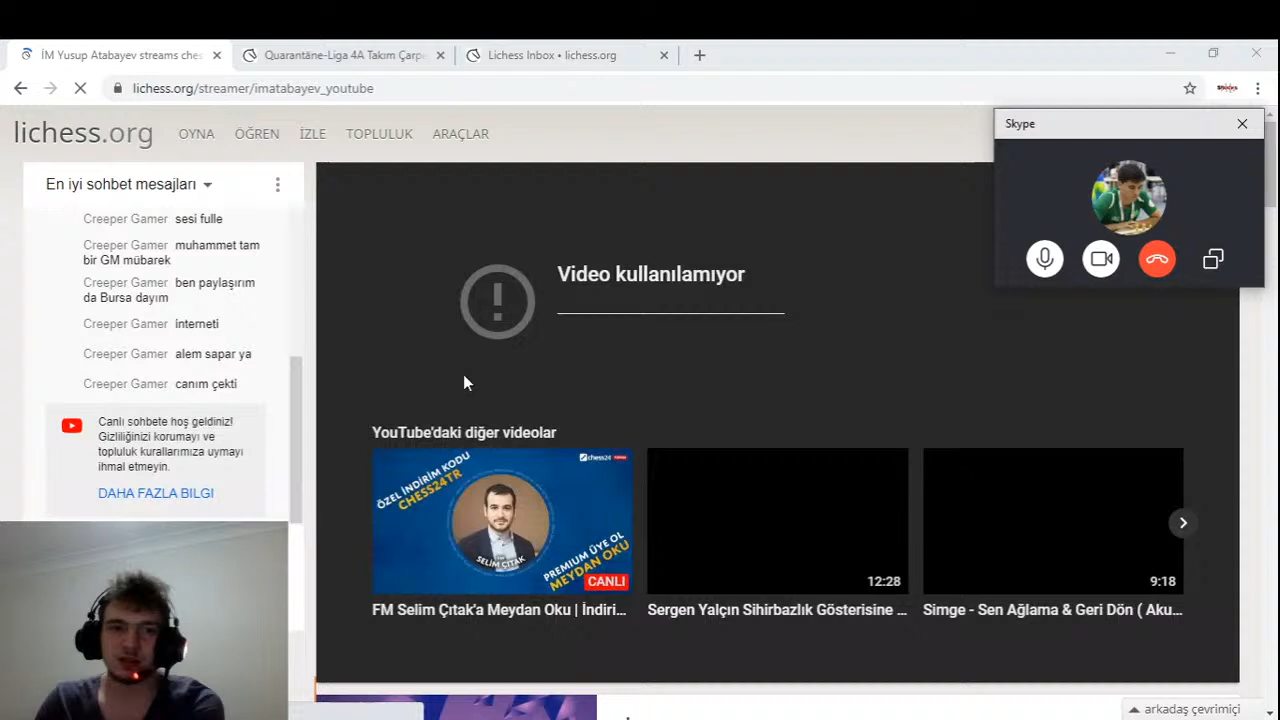 İM Yusup Atabayev streams ches
Quarantäne-Liga 4A Takım Çarpı
Lichess Inbox • lichess.org
lichess.org/streamer/imatabayev_youtube
lichess.org
OYNA
ÖĞREN
İZLE
TOPLULUK
ARAÇLAR
Skype
En iyi sohbet mesajları
Creeper Gamer sesi fulle
Creeper Gamer muhammet tam
bir GM mübarek
Creeper Gamer ben paylaşırım
da Bursa dayım
Creeper Gamer interneti
Creeper Gamer alem sapar ya
Creeper Gamer canım çekti
Canlı sohbete hoş geldiniz!
Gizliliğinizi korumayı ve
topluluk kurallarımıza uymayı
ihmal etmeyin.
DAHA FAZLA BILGI
Video kullanılamıyor
YouTube'daki diğer videolar
ÖZEL İNDİRİM KODU
CHESS24TR
chess24
SELİM ÇITAK
PREMIUM ÜYE OL
MEYDAN OKU
CANLI
12:28
9:18
FM Selim Çıtak'a Meydan Oku | İndiri...
Sergen Yalçın Sihirbazlık Gösterisine ...
Simge - Sen Ağlama & Geri Dön ( Aku...
arkadaş çevrimiçi